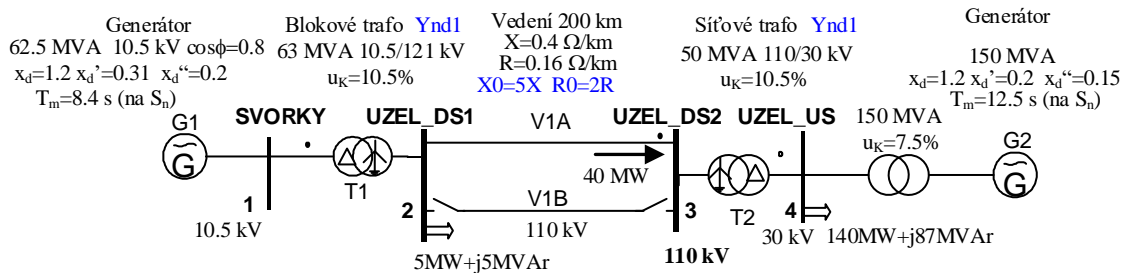 Generátor
62.5 MVA 10.5 kV cosϕ=0.8
x_d=1.2 x_d’=0.31 x_d“=0.2
T_m=8.4 s (na S_n)
Blokové trafo Ynd1
63 MVA 10.5/121 kV
u_K=10.5%
Vedení 200 km
X=0.4 Ω/km
R=0.16 Ω/km
X0=5X R0=2R
Síťové trafo Ynd1
50 MVA 110/30 kV
u_K=10.5%
Generátor
150 MVA
x_d=1.2 x_d’=0.2 x_d“=0.15
T_m=12.5 s (na S_n)
G1
SVORKY
UZEL_DS1
V1A
UZEL_DS2
UZEL_US
150 MVA
u_K=7.5%
G2
G
T1
40 MW
T2
G
1
2
V1B
3
4
10.5 kV
110 kV
110 kV
30 kV
140MW+j87MVAr
5MW+j5MVAr